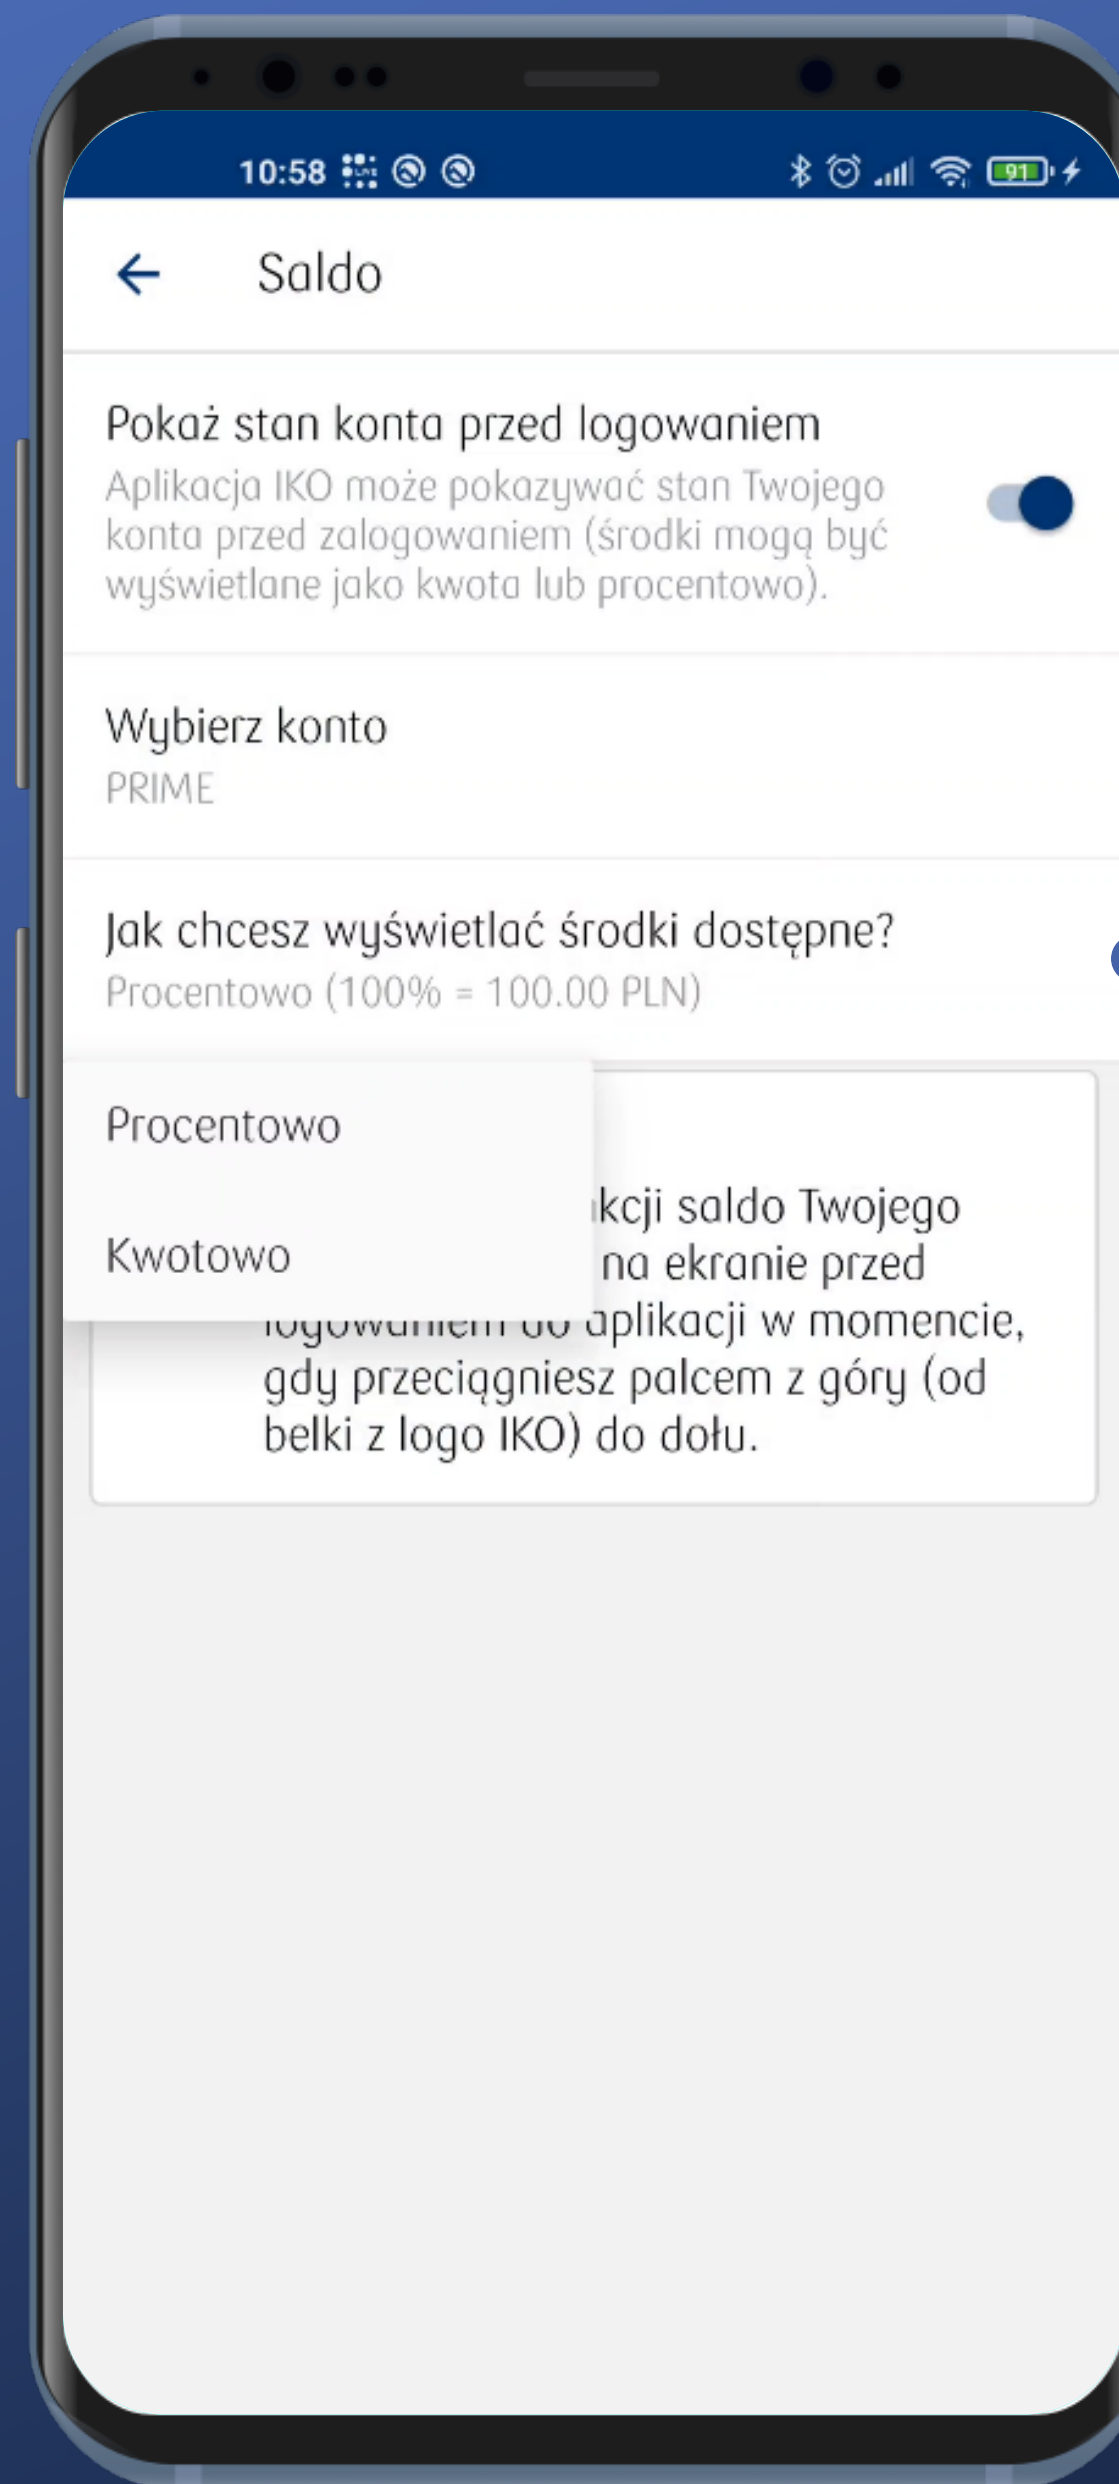 10:58
91
Saldo
Pokaż stan konta przed logowaniem
Aplikacja IKO może pokazywać stan Twojego
konta przed zalogowaniem (środki mogą być
wyświetlane jako kwota lub procentowo).
Wybierz konto
PRIME
Jak chcesz wyświetlać środki dostępne?
Procentowo (100% = 100.00 PLN)
Procentowo
Kwotowo
kcji saldo Twojego
na ekranie przed
logowaniem do aplikacji w momencie,
gdy przeciągniesz palcem z góry (od
belki z logo IKO) do dołu.